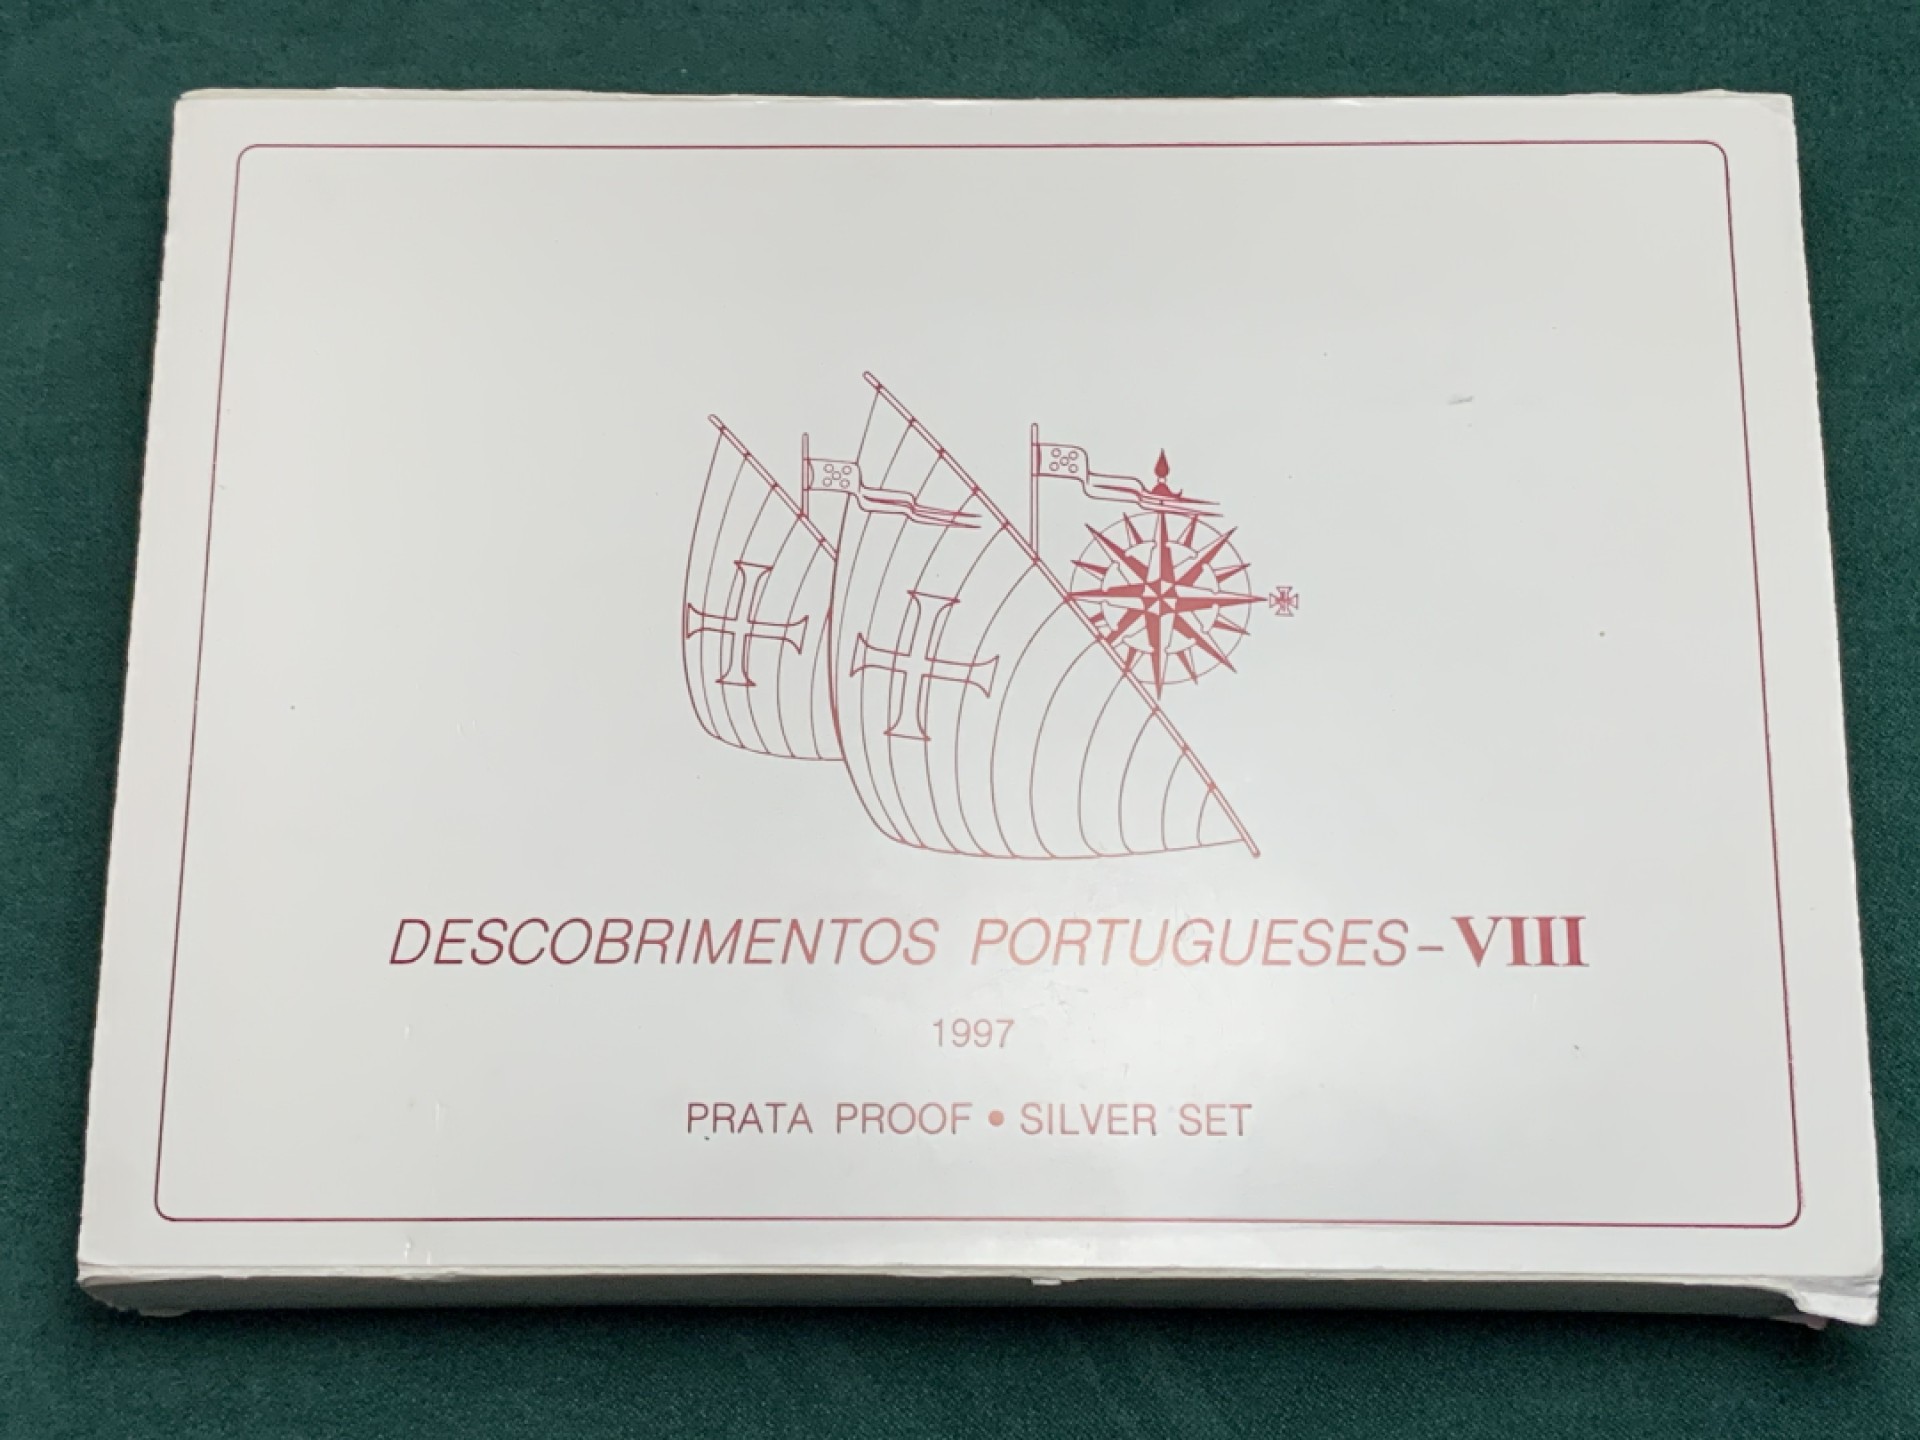 DESCOBRIMENTOS PORTUGUESES – VIII
1997
PRATA PROOF • SILVER SET